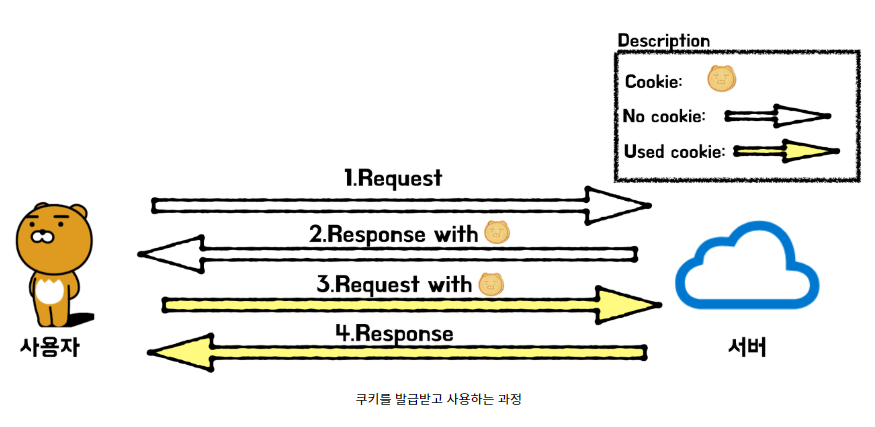 Description
Cookie:
No cookie:
Used cookie:
1.Request
2.Response with
3.Request with
4.Response
사용자
서버
쿠키를 발급받고 사용하는 과정